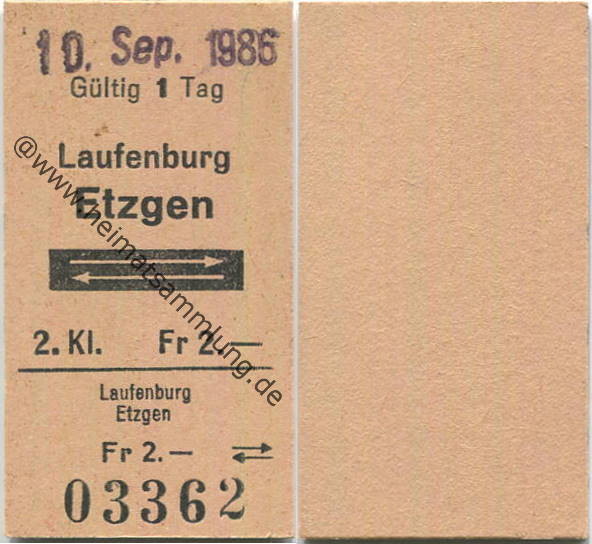 10. Sep. 1986
Gültig 1 Tag
Laufenburg
Etzgen
2. Kl. Fr 2.—
Laufenburg
Etzgen
Fr 2.—
03362
@www.heimatsammlung.de